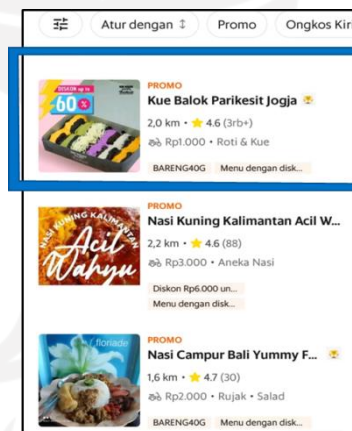 Atur dengan
Promo
Ongkos Kiri
DISKON up to
60%
PROMO
Kue Balok Parikesit Jogja
2,0 km • 4.6 (3rb+)
Rp1.000 • Roti & Kue
BARENG40G
Menu dengan disk...
NASI KUNING KALIMANTAN
Acil
Wahyu
PROMO
Nasi Kuning Kalimantan Acil W...
2,2 km • 4.6 (88)
Rp3.000 • Aneka Nasi
Diskon Rp6.000 un...
Menu dengan disk...
floriade
PROMO
Nasi Campur Bali Yummy F...
1,6 km • 4.7 (30)
Rp2.000 • Rujak • Salad
BARENG40G
Menu dengan disk...